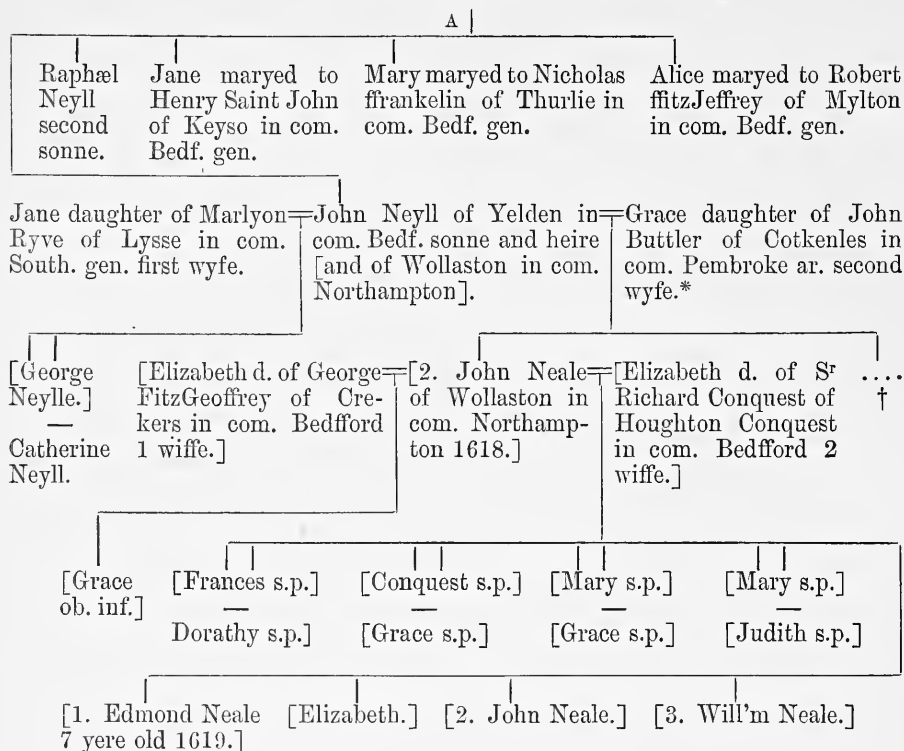 A
Raphæl
Neyll
second
sonne.
Jane maryed to
Henry Saint John
of Keyso in com.
Bedf. gen.
Mary maryed to Nicholas
ffrankelin of Thurlie in
com. Bedf. gen.
Alice maryed to Robert
ffitzJeffrey of Mylton
in com. Bedf. gen.
Jane daughter of Marlyon
Ryve of Lysse in com.
South. gen. first wyfe.
John Neyll of Yelden in
com. Bedf. sonne and heire
[and of Wollaston in com.
Northampton].
Grace daughter of John
Buttler of Cotkenles in
com. Pembroke ar. second
wyfe.*
[George
Neylle.]
—
Catherine
Neyll.
[Elizabeth d. of George
FitzGeoffrey of Cre-
kers in com. Bedfford
1 wiffe.]
[2. John Neale
of Wollaston in
com. Northamp-
ton 1618.]
[Elizabeth d. of Sʳ
Richard Conquest of
Houghton Conquest
in com. Bedfford 2
wiffe.]
....
†
[Grace
ob. inf.]
[Frances s.p.]
—
Dorathy s.p.]
[Conquest s.p.]
—
[Grace s.p.]
[Mary s.p.]
—
[Grace s.p.]
[Mary s.p.]
—
[Judith s.p.]
[1. Edmond Neale
7 yere old 1619.]
[Elizabeth.]
[2. John Neale.]
[3. Will'm Neale.]